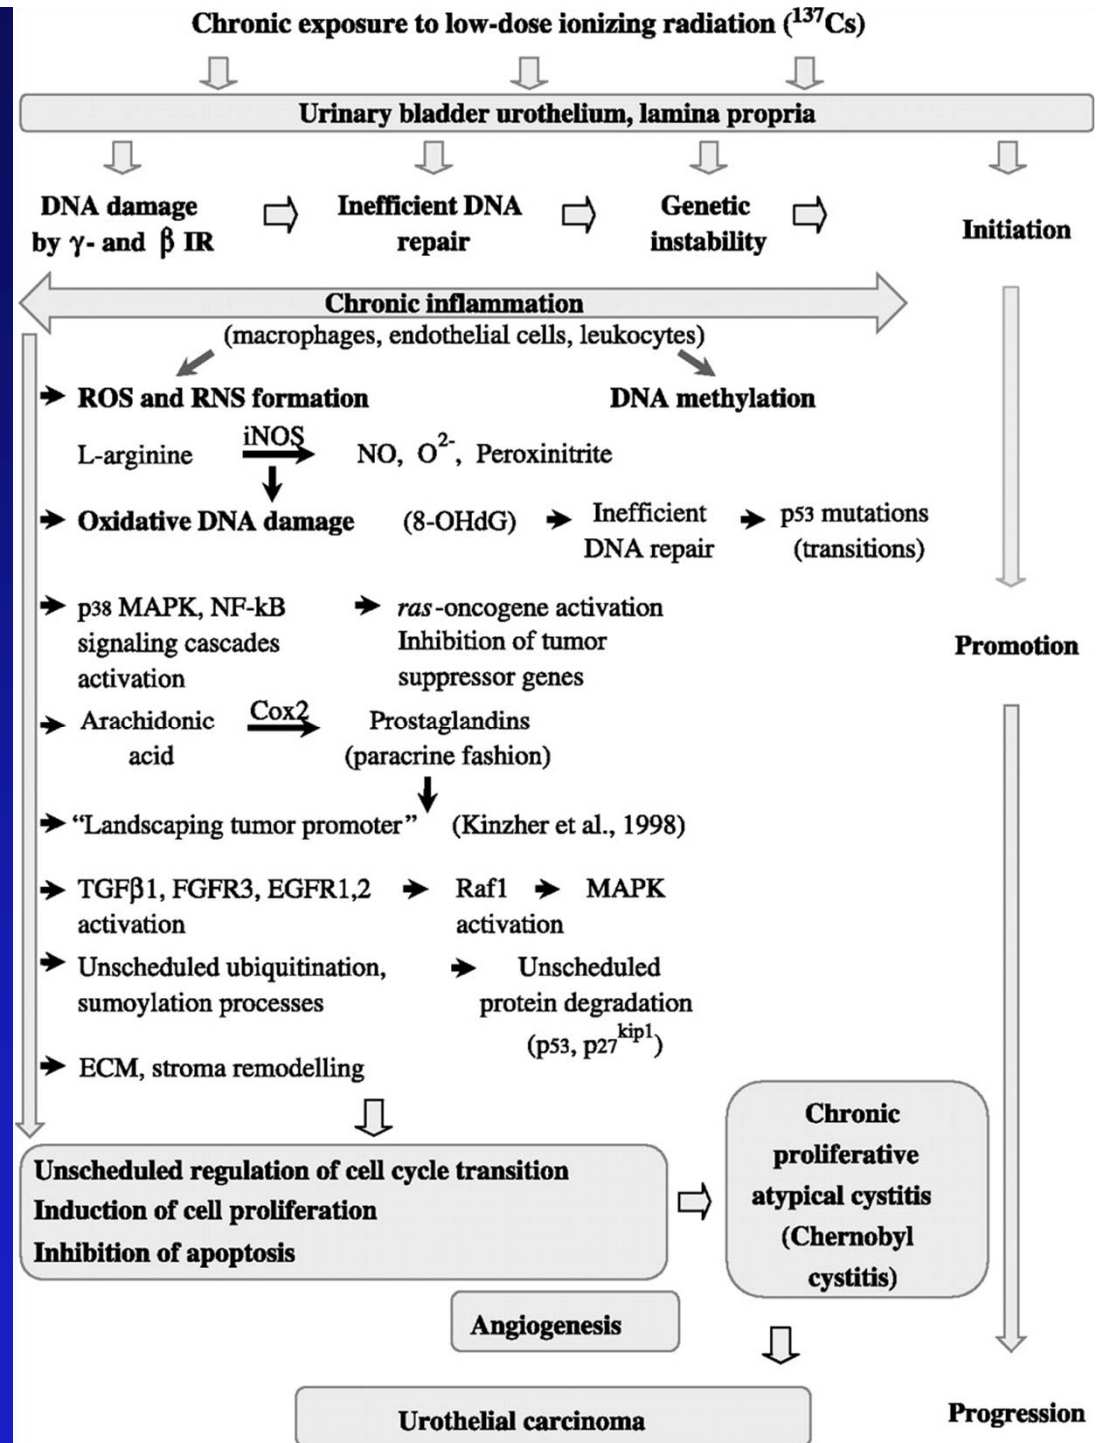 Chronic exposure to low-dose ionizing radiation (¹³⁷Cs)
Urinary bladder urothelium, lamina propria
DNA damage
by γ- and β IR
Inefficient DNA
repair
Genetic
instability
Initiation
Chronic inflammation
(macrophages, endothelial cells, leukocytes)
ROS and RNS formation
DNA methylation
L-arginine
iNOS
NO, O²⁻, Peroxinitrite
Oxidative DNA damage (8-OHdG)
Inefficient
DNA repair
p53 mutations
(transitions)
p38 MAPK, NF-kB
signaling cascades
activation
ras-oncogene activation
Inhibition of tumor
suppressor genes
Promotion
Arachidonic
acid
Cox2
Prostaglandins
(paracrine fashion)
“Landscaping tumor promoter” (Kinzher et al., 1998)
TGFβ1, FGFR3, EGFR1,2
activation
Raf1
activation
MAPK
Unscheduled ubiquitination,
sumoylation processes
Unscheduled
protein degradation
(p53, p27ᵏⁱᵖ¹)
ECM, stroma remodelling
Unscheduled regulation of cell cycle transition
Induction of cell proliferation
Inhibition of apoptosis
Chronic
proliferative
atypical cystitis
(Chernobyl
cystitis)
Angiogenesis
Urothelial carcinoma
Progression